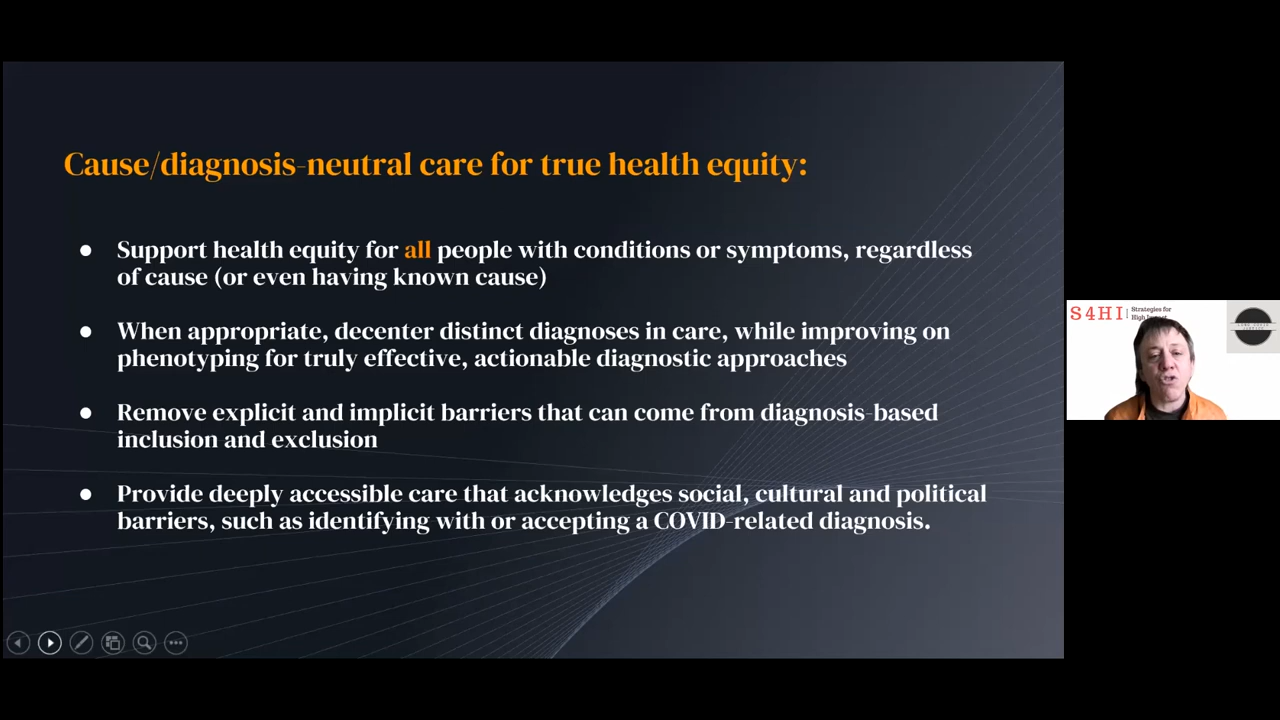 Cause/diagnosis-neutral care for true health equity:
● Support health equity for all people with conditions or symptoms, regardless
of cause (or even having known cause)
● When appropriate, decenter distinct diagnoses in care, while improving on
phenotyping for truly effective, actionable diagnostic approaches
● Remove explicit and implicit barriers that can come from diagnosis-based
inclusion and exclusion
● Provide deeply accessible care that acknowledges social, cultural and political
barriers, such as identifying with or accepting a COVID-related diagnosis.
S4HI
Strategies for
High